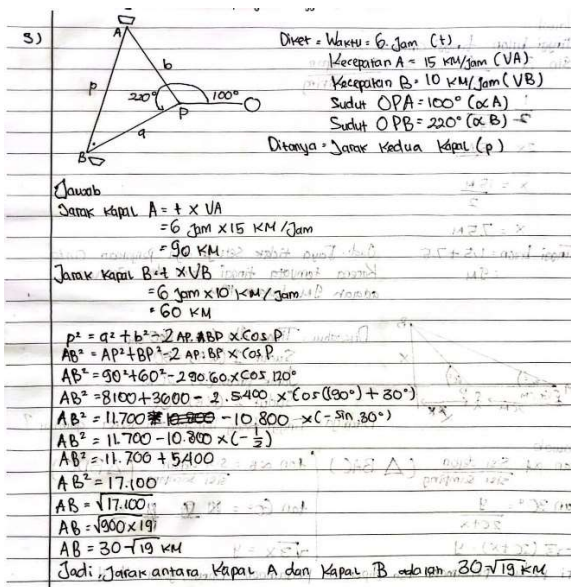 5)
A
b
p
220°
100°
P
O
a
B
Diket = Waktu = 6 Jam (t)
Kecepatan A = 15 KM/Jam (VA)
Kecepatan B = 10 KM/Jam (VB)
Sudut OPA = 100° (αA)
Sudut OPB = 220° (αB)
Ditanya = Jarak Kedua Kapal (p)
Jawab
Jarak Kapal A = t x VA
= 6 Jam x 15 KM/Jam
= 90 KM
Jarak Kapal B = t x VB
= 6 Jam x 10 KM/Jam
= 60 KM
p² = a² + b² - 2 AP. ABP x Cos P
AB² = AP² + BP² - 2 AP. BP x Cos P
AB² = 90² + 60² - 2 90.60 x Cos 120°
AB² = 8100 + 3600 - 2. 5.400 x (Cos (90°) + 30°)
AB² = 11.700 - 10.800 x (- sin 30°)
AB² = 11.700 - 10.800 x (- 1/2)
AB² = 11.700 + 5.400
AB² = 17.100
AB = √17.100
AB = √900 x 19
AB = 30 √19 KM
Jadi, Jarak antara Kapal A dan Kapal B adalah 30 √19 KM